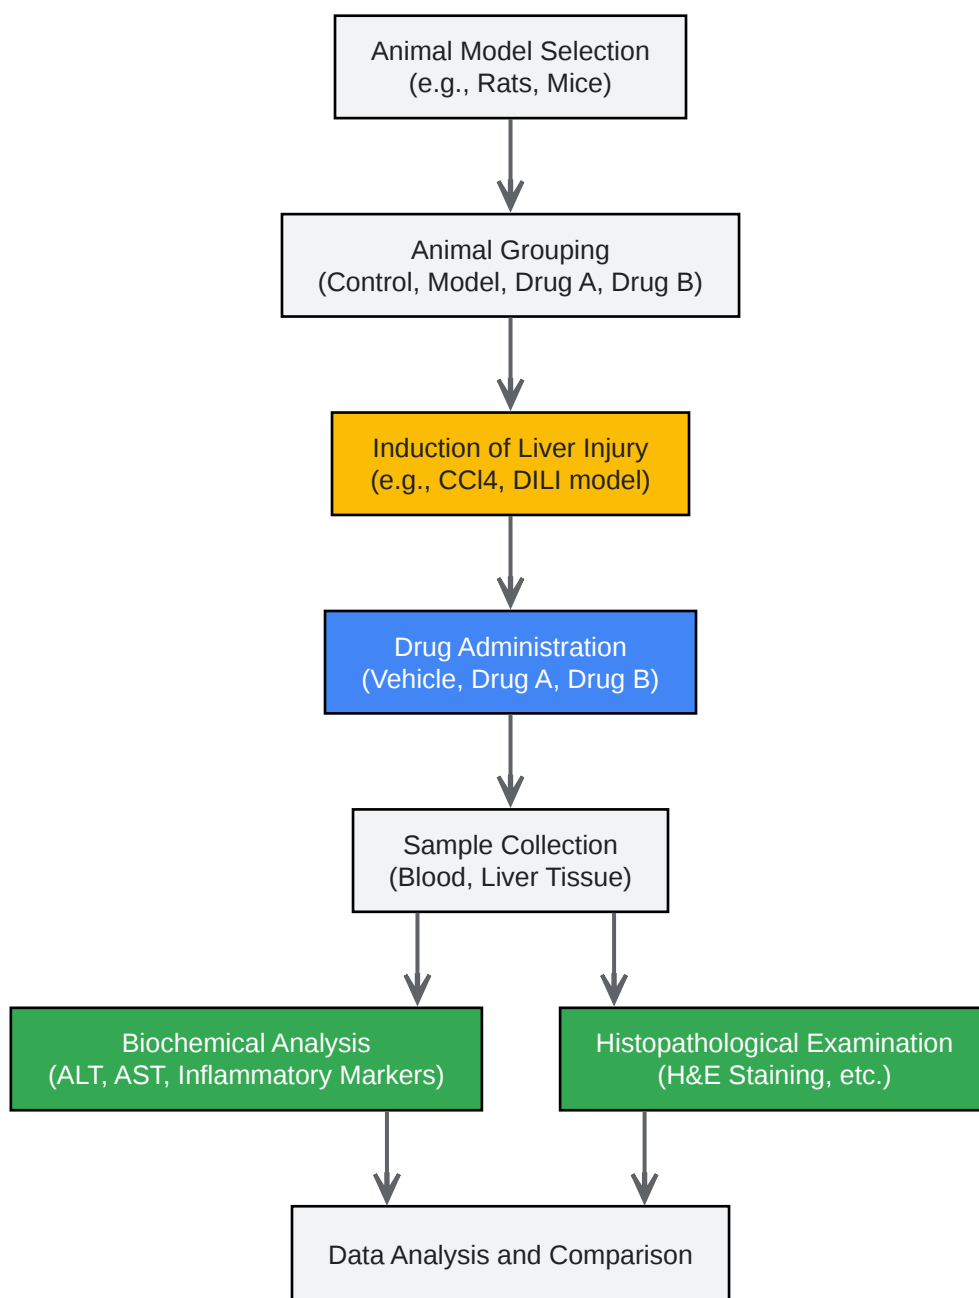 Animal Model Selection
(e.g., Rats, Mice)
Animal Grouping
(Control, Model, Drug A, Drug B)
Induction of Liver Injury
(e.g., CCl4, DILI model)
Drug Administration
(Vehicle, Drug A, Drug B)
Sample Collection
(Blood, Liver Tissue)
Biochemical Analysis
(ALT, AST, Inflammatory Markers)
Histopathological Examination
(H&E Staining, etc.)
Data Analysis and Comparison